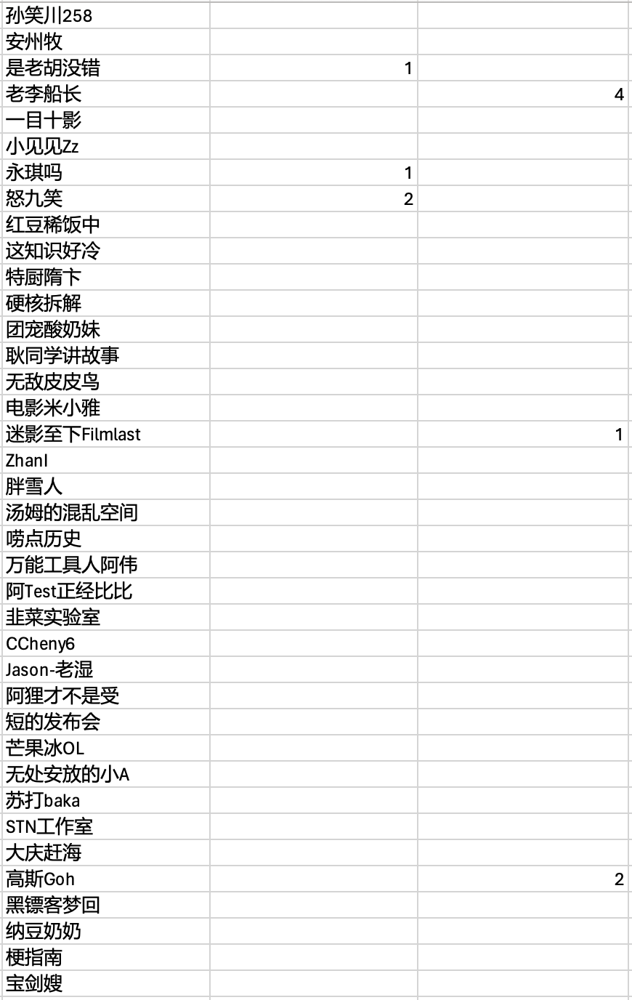 孙笑川258
安州牧
是老胡没错 1
老李船长 4
一目十影
小见见Zz
永琪吗 1
怒九笑 2
红豆稀饭中
这知识好冷
特厨隋卞
硬核拆解
团宠酸奶妹
耿同学讲故事
无敌皮皮鸟
电影米小雅
迷影至下Filmlast 1
ZhanI
胖雪人
汤姆的混乱空间
唠点历史
万能工具人阿伟
阿Test正经比比
韭菜实验室
CCheny6
Jason-老湿
阿狸才不是受
短的发布会
芒果冰OL
无处安放的小A
苏打baka
STN工作室
大庆赶海
高斯Goh 2
黑镖客梦回
纳豆奶奶
梗指南
宝剑嫂